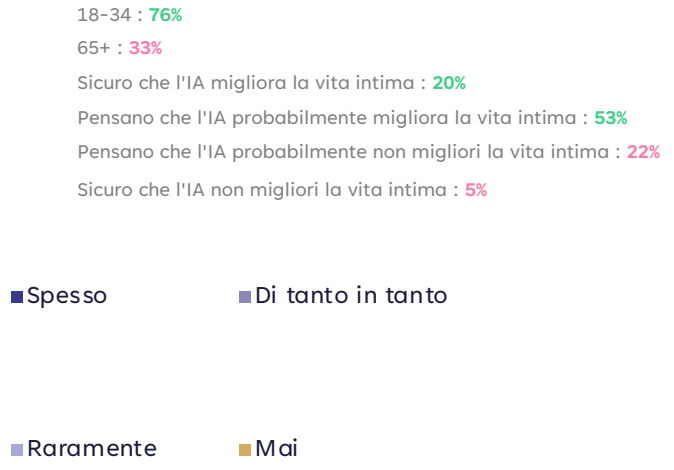 18-34 : 76%
65+ : 33%
Sicuro che l'IA migliora la vita intima : 20%
Pensano che l'IA probabilmente migliora la vita intima : 53%
Pensano che l'IA probabilmente non migliori la vita intima : 22%
Sicuro che l'IA non migliori la vita intima : 5%
Spesso
Di tanto in tanto
Raramente
Mai